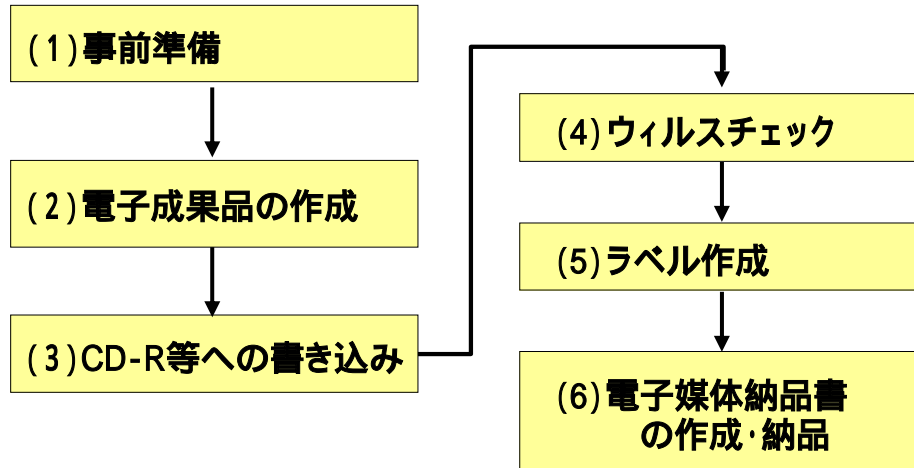 (1)事前準備
(2)電子成果品の作成
(3)CD-R等への書き込み
(4)ウィルスチェック
(5)ラベル作成
(6)電子媒体納品書
の作成・納品